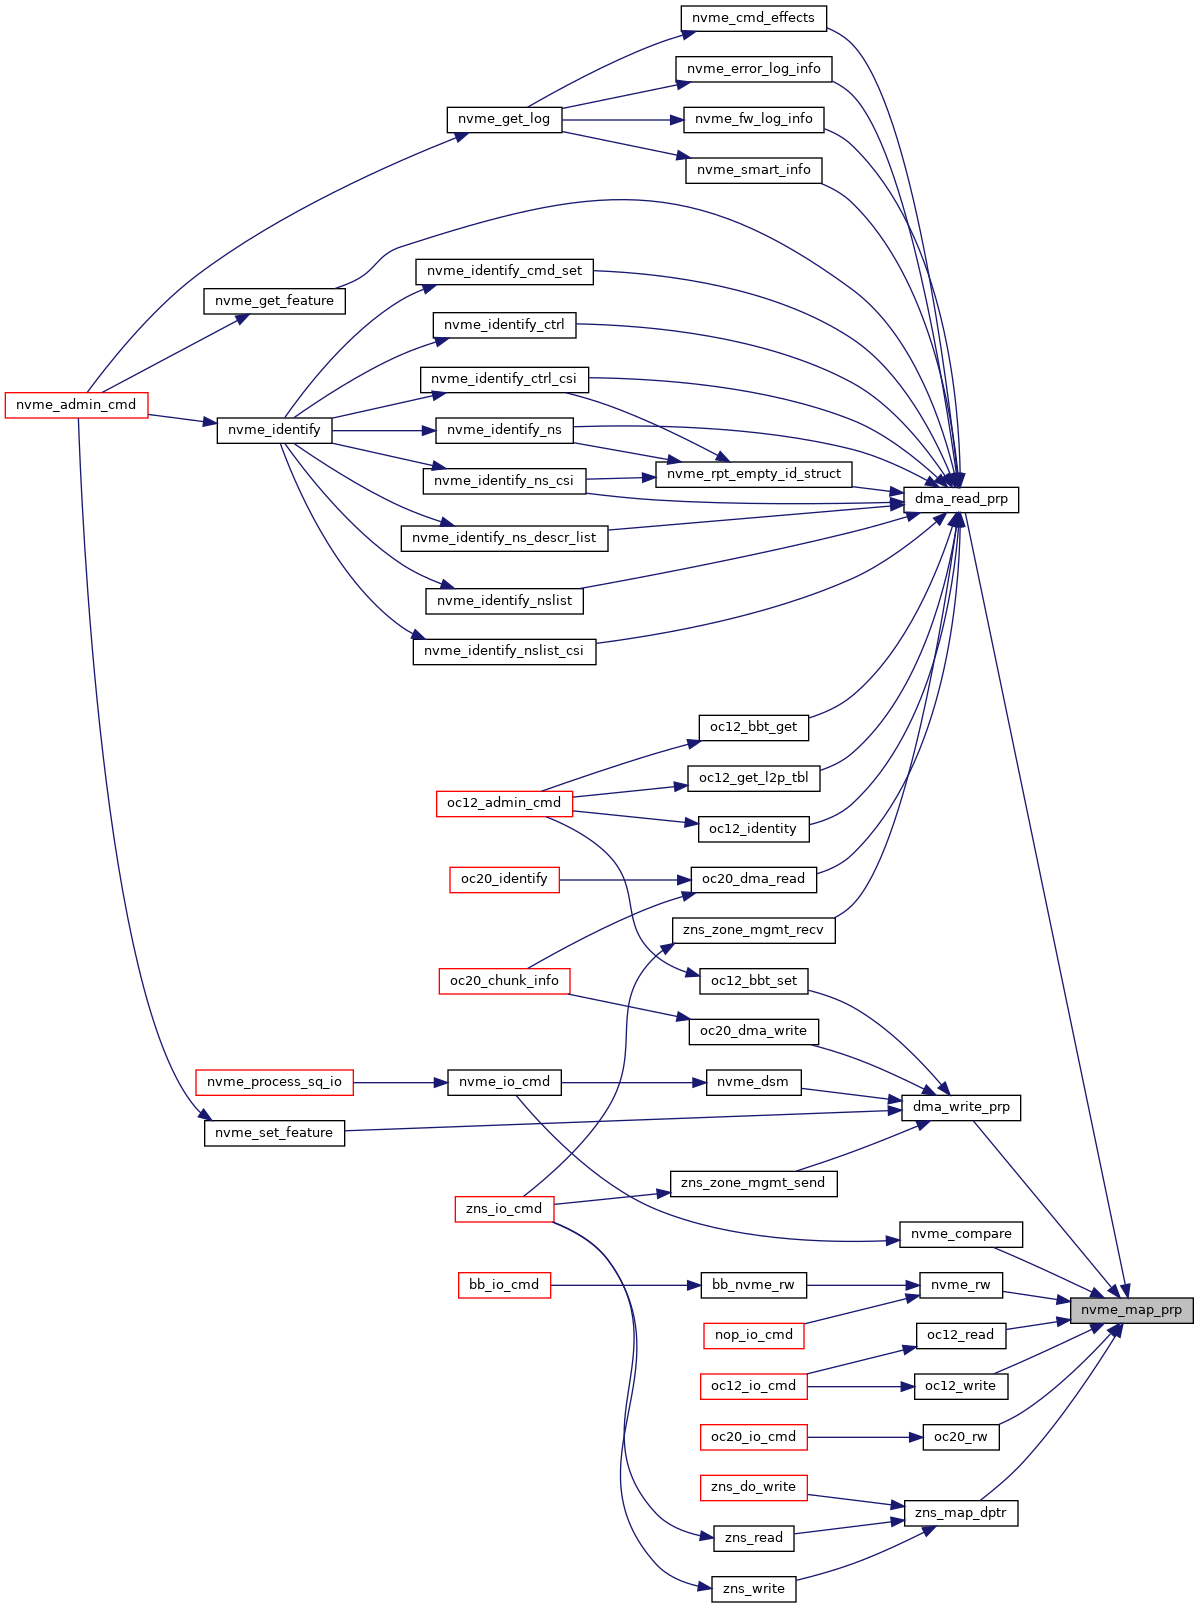 nvme_cmd_effects
nvme_error_log_info
nvme_get_log
nvme_fw_log_info
nvme_smart_info
nvme_identify_cmd_set
nvme_get_feature
nvme_identify_ctrl
nvme_identify_ctrl_csi
nvme_admin_cmd
nvme_identify
nvme_identify_ns
nvme_rpt_empty_id_struct
nvme_identify_ns_csi
dma_read_prp
nvme_identify_ns_descr_list
nvme_identify_nslist
nvme_identify_nslist_csi
oc12_bbt_get
oc12_get_l2p_tbl
oc12_admin_cmd
oc12_identity
oc20_identify
oc20_dma_read
zns_zone_mgmt_recv
oc20_chunk_info
oc12_bbt_set
oc20_dma_write
nvme_process_sq_io
nvme_io_cmd
nvme_dsm
dma_write_prp
nvme_set_feature
zns_zone_mgmt_send
zns_io_cmd
nvme_compare
bb_io_cmd
bb_nvme_rw
nvme_rw
nvme_map_prp
nop_io_cmd
oc12_read
oc12_io_cmd
oc12_write
oc20_io_cmd
oc20_rw
zns_do_write
zns_map_dptr
zns_read
zns_write